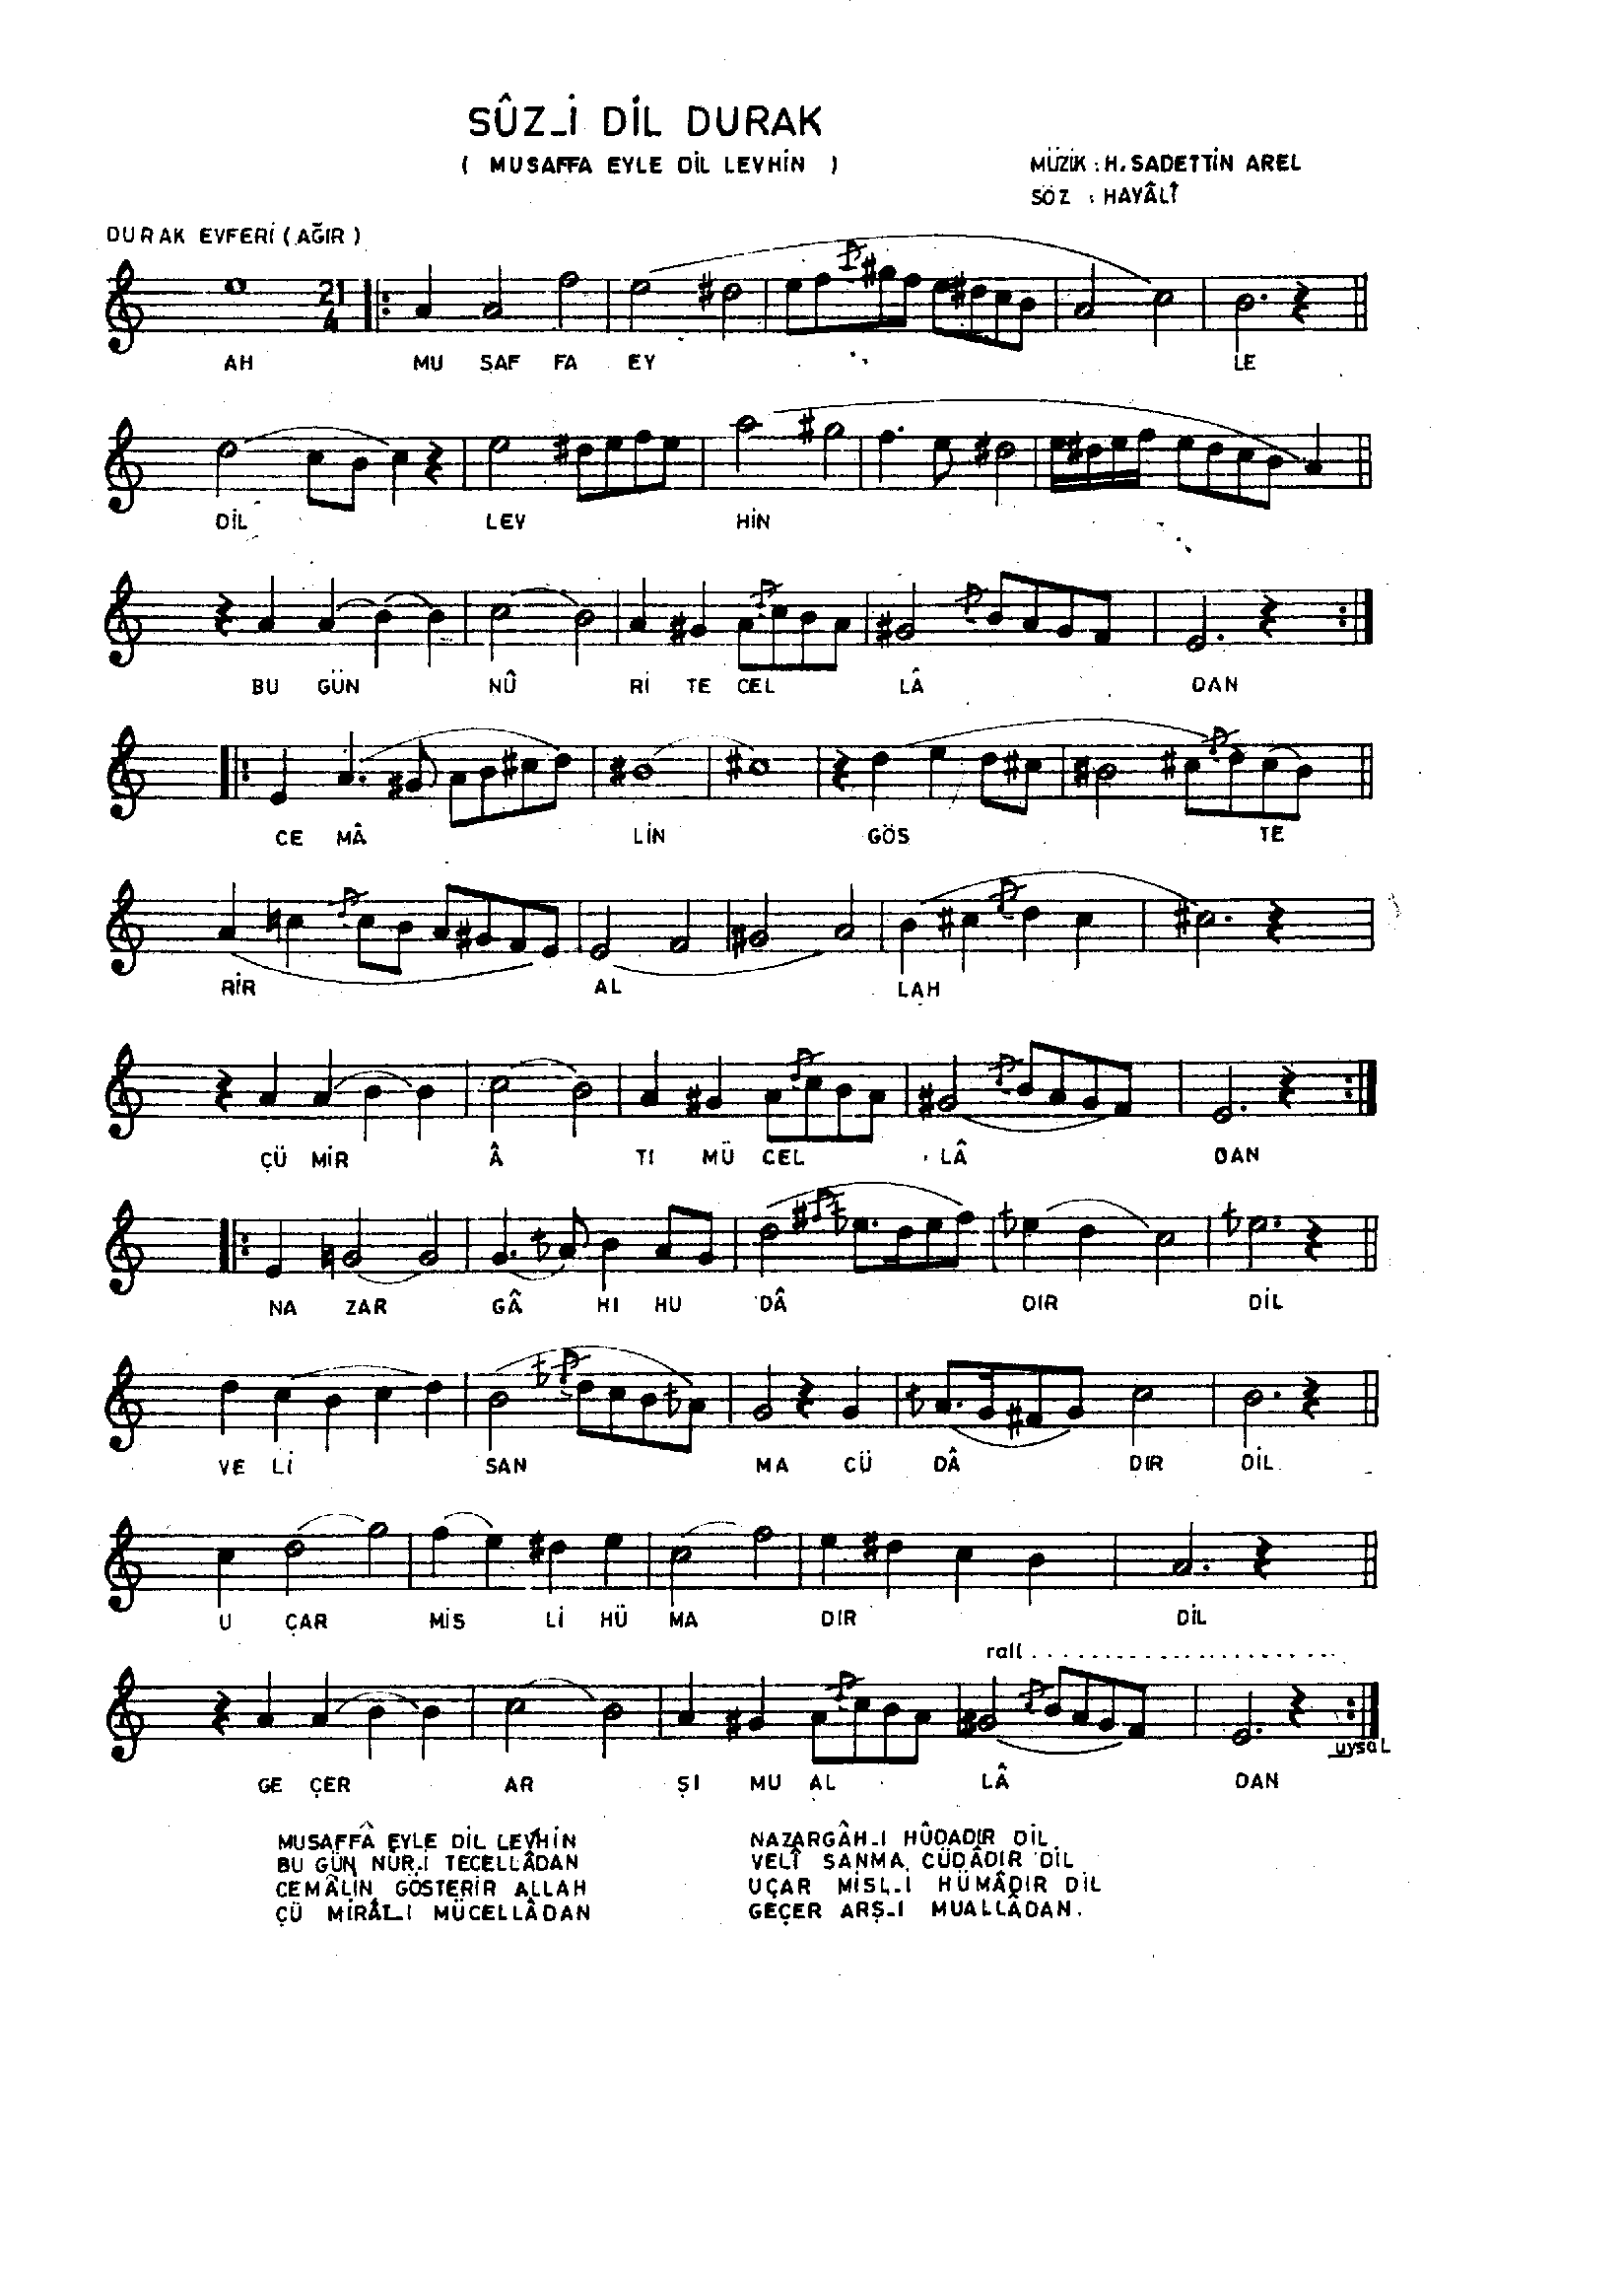 SÛZ_İ DİL DURAK
( MUSAFFA EYLE DİL LEVHİN )
MÜZİK : H. SADETTİN AREL
SÖZ : HAYÂLÎ
DURAK EVFERİ ( AĞIR )
21
4
AH MU SAF FA EY LE
DİL LEV HİN
BU GÜN NÛ Rİ TE CEL LÂ DAN
CE MÂ LİN GÖS TE
RİR AL LAH
ÇÜ MİR Â TI MÜ CEL LÂ DAN
NA ZAR GÂ HI HU DÂ DIR DİL
VE Lİ SAN MA CÜ DÂ DIR DİL
U ÇAR MİS Lİ HÜ MA DIR DİL
rall . . . . . . . . . . . . . . . . . . . .
uysal
GE ÇER AR ŞI MU AL LÂ DAN
MUSAFFÂ EYLE DİL LEVHİN
BU GÜN NÛR_İ TECELLÂDAN
CEMÂLİN GÖSTERİR ALLAH
ÇÜ MİRÂT_I MÜCELLÂDAN
NAZARGÂH_I HÛDADIR DİL
VELÎ SANMA CÜDÂDIR DİL
UÇAR MİSL_İ HÜMÂDIR DİL
GEÇER ARŞ_I MUALLÂDAN.